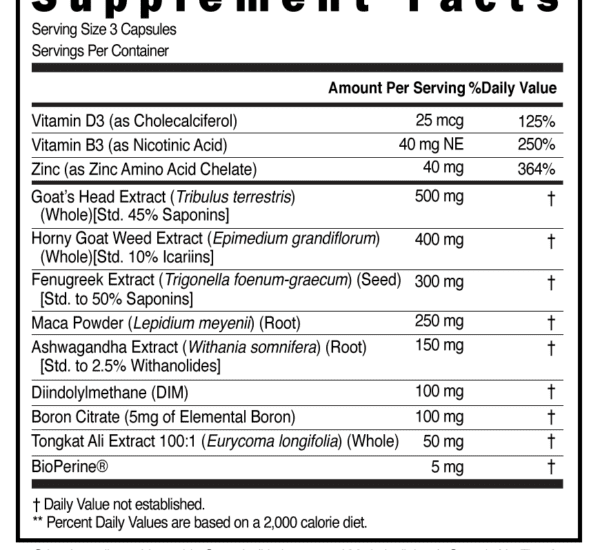 Supplement Facts
Serving Size 3 Capsules
Servings Per Container
Amount Per Serving %Daily Value
Vitamin D3 (as Cholecalciferol) 25 mcg 125%
Vitamin B3 (as Nicotinic Acid) 40 mg NE 250%
Zinc (as Zinc Amino Acid Chelate) 40 mg 364%
Goat's Head Extract (Tribulus terrestris) 500 mg †
(Whole)[Std. 45% Saponins]
Horny Goat Weed Extract (Epimedium grandiflorum) 400 mg †
(Whole)[Std. 10% Icariins]
Fenugreek Extract (Trigonella foenum-graecum) (Seed) 300 mg †
[Std. to 50% Saponins]
Maca Powder (Lepidium meyenii) (Root) 250 mg †
Ashwagandha Extract (Withania somnifera) (Root) 150 mg †
[Std. to 2.5% Withanolides]
Diindolylmethane (DIM) 100 mg †
Boron Citrate (5mg of Elemental Boron) 100 mg †
Tongkat Ali Extract 100:1 (Eurycoma longifolia) (Whole) 50 mg †
BioPerine® 5 mg †
† Daily Value not established.
** Percent Daily Values are based on a 2,000 calorie diet.